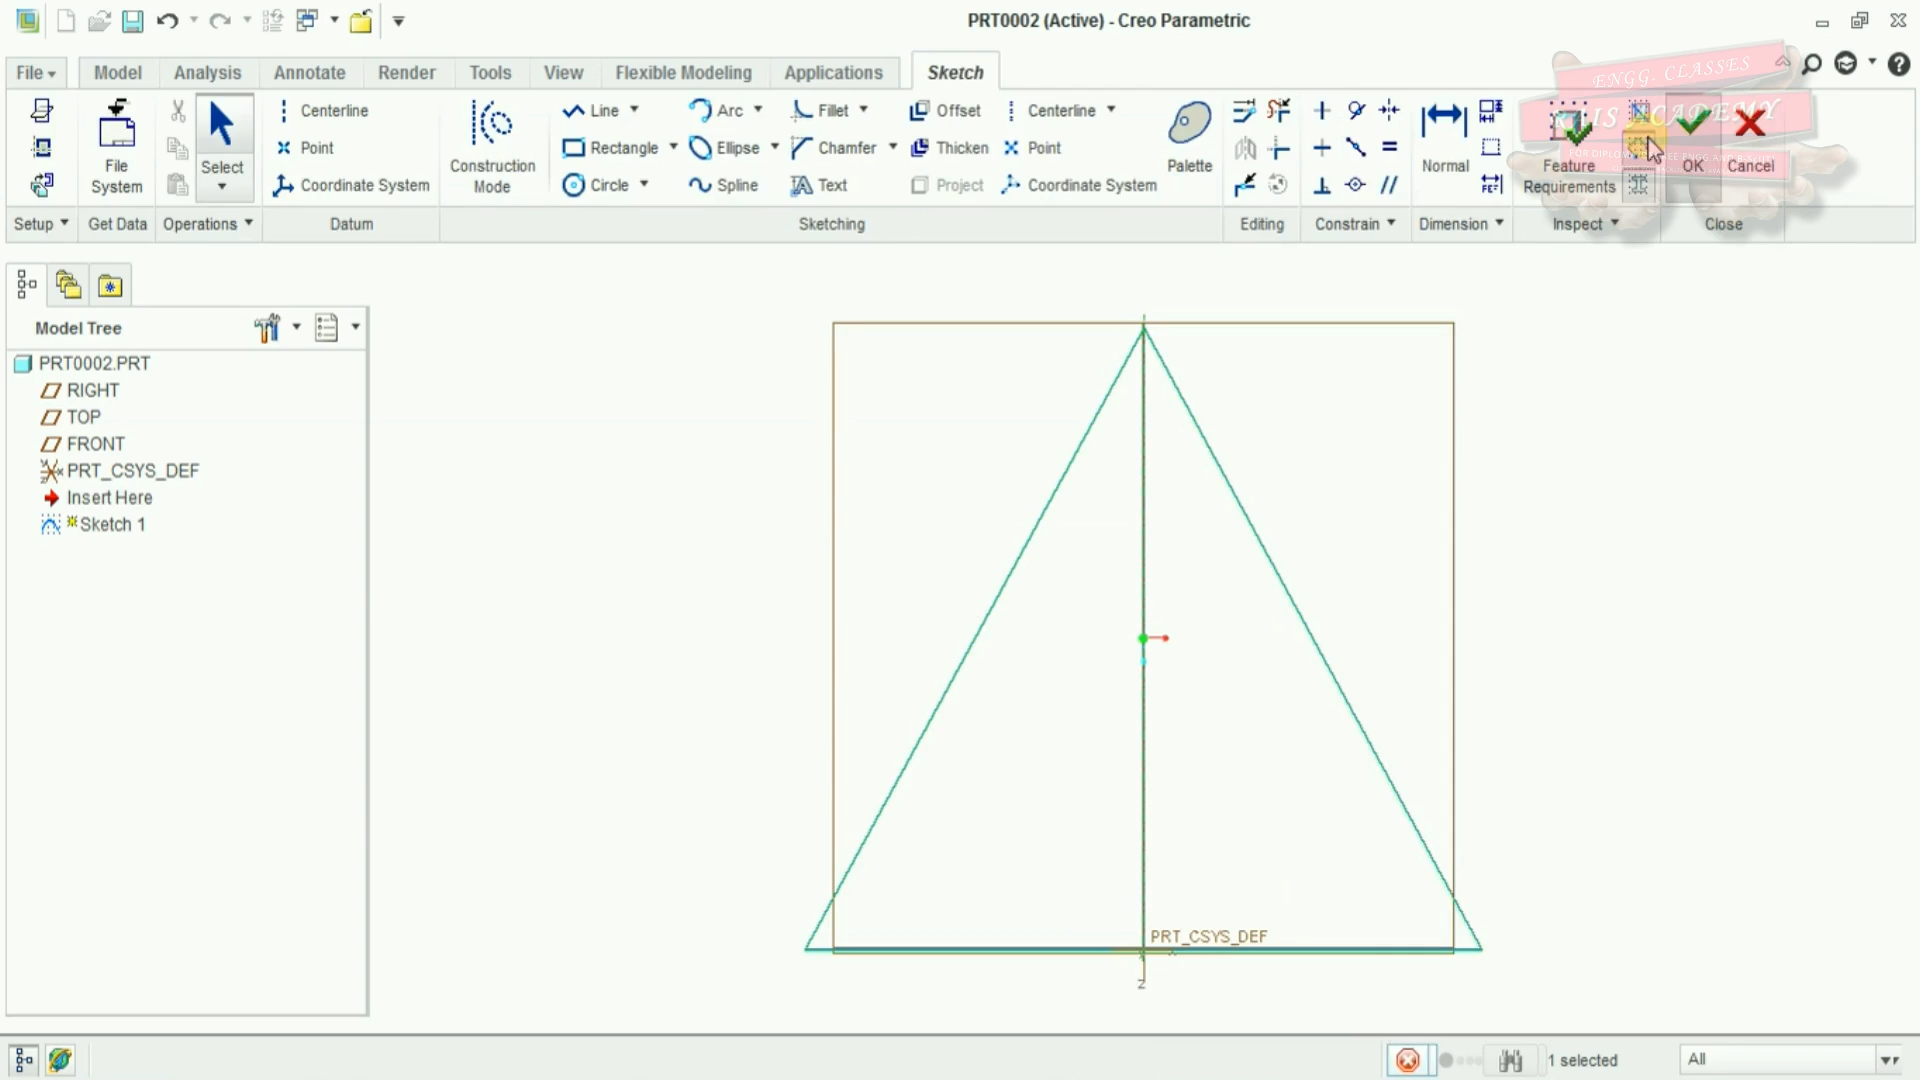 PRT0002 (Active) - Creo Parametric
File Model Analysis Annotate Render Tools View Flexible Modeling Applications Sketch
ENGG. CLASSES
ACADEMY
File System
Select
Centerline
Point
Coordinate System
Construction Mode
Line Arc Fillet Offset Centerline
Rectangle Ellipse Chamfer Thicken Point
Circle Spline Text Project Coordinate System
Palette
Normal
Feature Requirements
OK
Cancel
Setup Get Data Operations Datum Sketching Editing Constrain Dimension Inspect Close
Model Tree
PRT0002.PRT
RIGHT
TOP
FRONT
PRT_CSYS_DEF
Insert Here
Sketch 1
PRT_CSYS_DEF
Z
1 selected
All